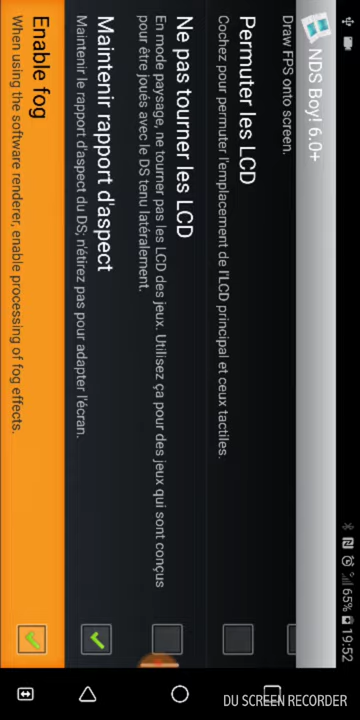 65% 19:52
NDS Boy! 6.0+
Draw FPS onto screen.
Permuter les LCD
Cochez pour permuter l'emplacement de l'LCD principal et ceux tactiles.
Ne pas tourner les LCD
En mode paysage, ne tourner pas les LCD des jeux. Utilisez ça pour des jeux qui sont conçus
pour être joués avec le DS tenu latéralement.
Maintenir rapport d'aspect
Maintenir le rapport d'aspect du DS; n'étirez pas pour adapter l'écran.
Enable fog
When using the software renderer, enable processing of fog effects.
DU SCREEN RECORDER